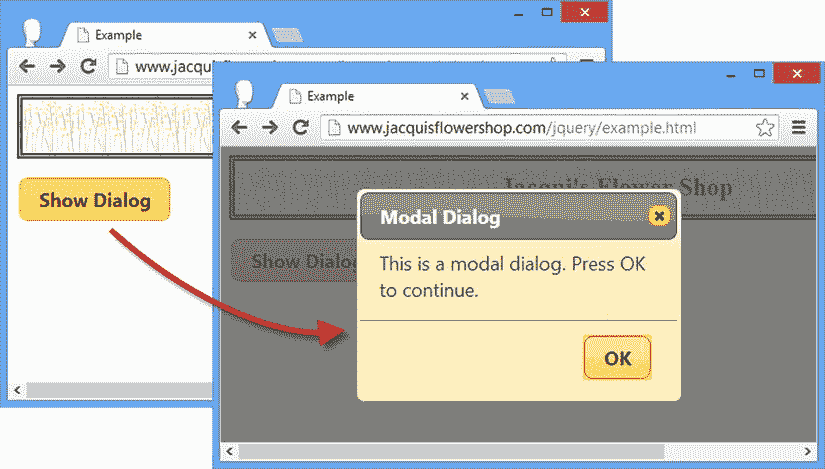 Example
www.jacqui
Show Dialog
Example
www.jacquisflowershop.com/jquery/example.html
Jacqui's Flower Shop
Show Dialog
Modal Dialog
This is a modal dialog. Press OK
to continue.
OK